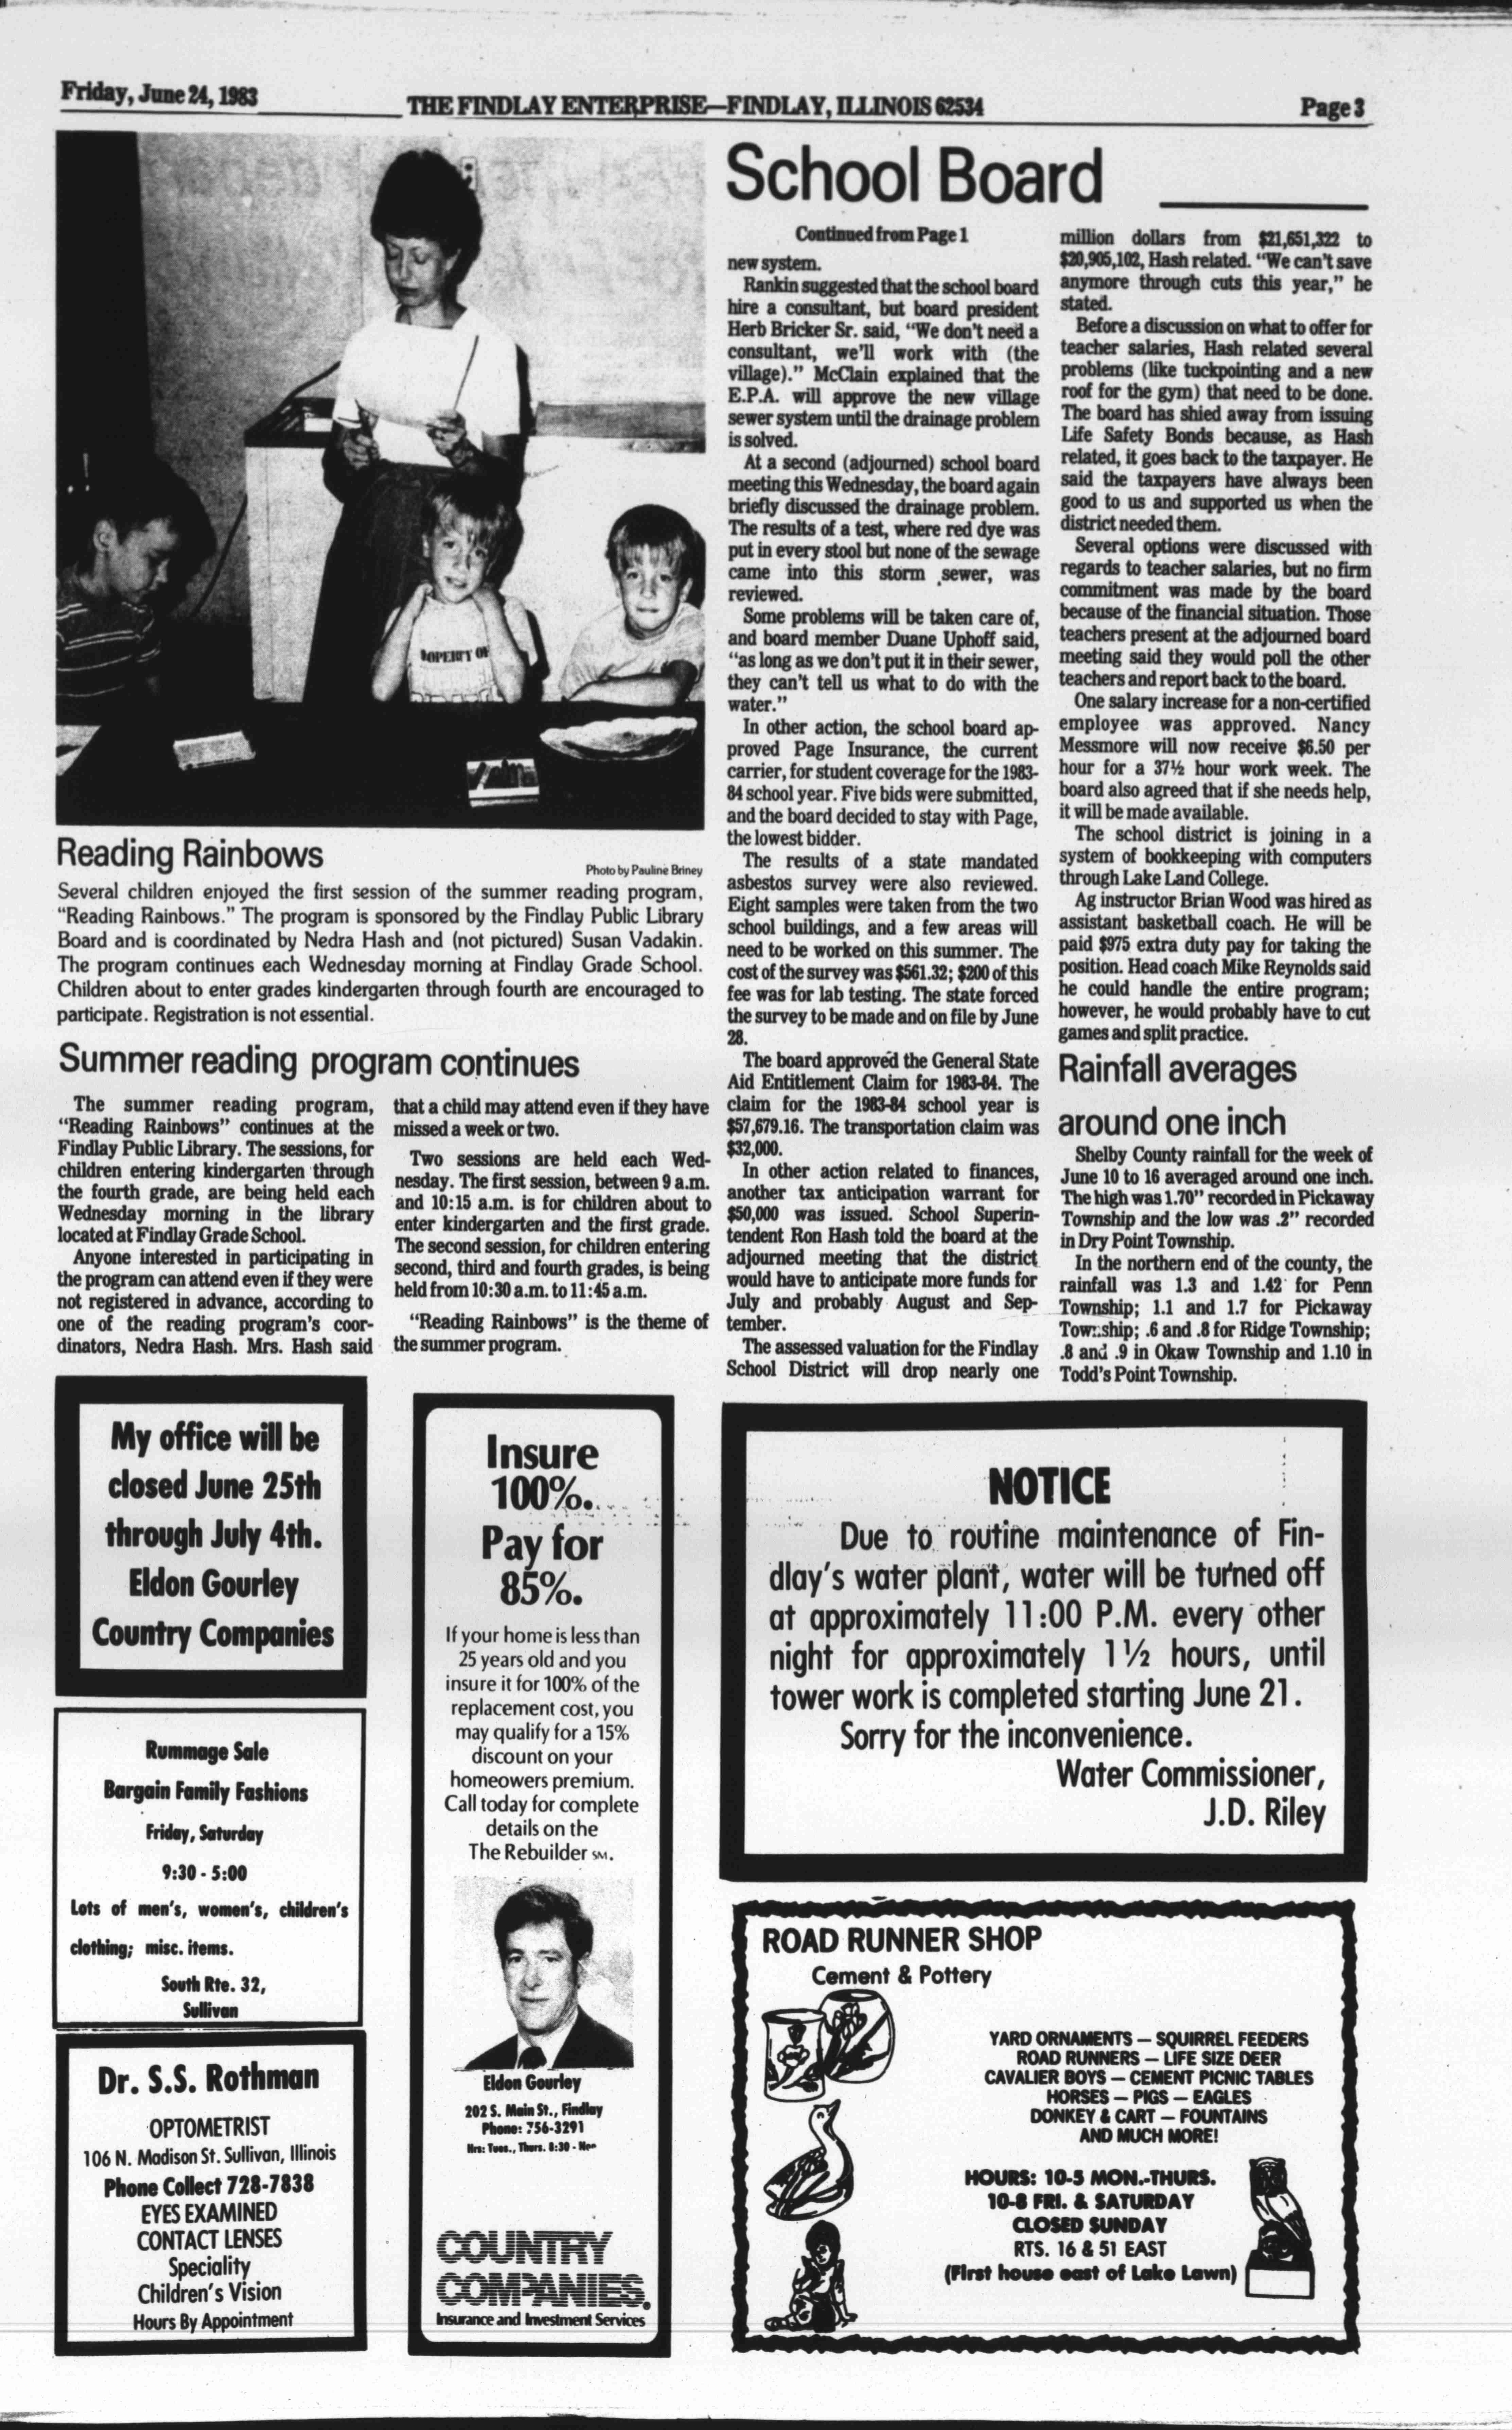 Friday, June 24, 1983
THE FINDLAY ENTERPRISE—FINDLAY, ILLINOIS 62534
Page 3
OPERTY OF
Reading Rainbows
Photo by Pauline Briney
Several children enjoyed the first session of the summer reading program,
“Reading Rainbows.” The program is sponsored by the Findlay Public Library
Board and is coordinated by Nedra Hash and (not pictured) Susan Vadakin.
The program continues each Wednesday morning at Findlay Grade School.
Children about to enter grades kindergarten through fourth are encouraged to
participate. Registration is not essential.
Summer reading program continues
The summer reading program,
“Reading Rainbows” continues at the
Findlay Public Library. The sessions, for
children entering kindergarten through
the fourth grade, are being held each
Wednesday morning in the library
located at Findlay Grade School.
Anyone interested in participating in
the program can attend even if they were
not registered in advance, according to
one of the reading program's coor-
dinators, Nedra Hash. Mrs. Hash said
that a child may attend even if they have
missed a week or two.
Two sessions are held each Wed-
nesday. The first session, between 9 a.m.
and 10:15 a.m. is for children about to
enter kindergarten and the first grade.
The second session, for children entering
second, third and fourth grades, is being
held from 10:30 a.m. to 11:45 a.m.
“Reading Rainbows” is the theme of
the summer program.
School Board
Continued from Page 1
new system.
Rankin suggested that the school board
hire a consultant, but board president
Herb Bricker Sr. said, “We don't need a
consultant, we'll work with (the
village).” McClain explained that the
E.P.A. will approve the new village
sewer system until the drainage problem
is solved.
At a second (adjourned) school board
meeting this Wednesday, the board again
briefly discussed the drainage problem.
The results of a test, where red dye was
put in every stool but none of the sewage
came into this storm sewer, was
reviewed.
Some problems will be taken care of,
and board member Duane Uphoff said,
“as long as we don't put it in their sewer,
they can't tell us what to do with the
water.”
In other action, the school board ap-
proved Page Insurance, the current
carrier, for student coverage for the 1983-
84 school year. Five bids were submitted,
and the board decided to stay with Page,
the lowest bidder.
The results of a state mandated
asbestos survey were also reviewed.
Eight samples were taken from the two
school buildings, and a few areas will
need to be worked on this summer. The
cost of the survey was $561.32; $200 of this
fee was for lab testing. The state forced
the survey to be made and on file by June
28.
The board approved the General State
Aid Entitlement Claim for 1983-84. The
claim for the 1983-84 school year is
$57,679.16. The transportation claim was
$32,000.
In other action related to finances,
another tax anticipation warrant for
$50,000 was issued. School Superin-
tendent Ron Hash told the board at the
adjourned meeting that the district
would have to anticipate more funds for
July and probably August and Sep-
tember.
The assessed valuation for the Findlay
School District will drop nearly one
million dollars from $21,651,322 to
$20,905,102, Hash related. “We can't save
anymore through cuts this year,” he
stated.
Before a discussion on what to offer for
teacher salaries, Hash related several
problems (like tuckpointing and a new
roof for the gym) that need to be done.
The board has shied away from issuing
Life Safety Bonds because, as Hash
related, it goes back to the taxpayer. He
said the taxpayers have always been
good to us and supported us when the
district needed them.
Several options were discussed with
regards to teacher salaries, but no firm
commitment was made by the board
because of the financial situation. Those
teachers present at the adjourned board
meeting said they would poll the other
teachers and report back to the board.
One salary increase for a non-certified
employee was approved. Nancy
Messmore will now receive $6.50 per
hour for a 37½ hour work week. The
board also agreed that if she needs help,
it will be made available.
The school district is joining in a
system of bookkeeping with computers
through Lake Land College.
Ag instructor Brian Wood was hired as
assistant basketball coach. He will be
paid $975 extra duty pay for taking the
position. Head coach Mike Reynolds said
he could handle the entire program;
however, he would probably have to cut
games and split practice.
Rainfall averages
around one inch
Shelby County rainfall for the week of
June 10 to 16 averaged around one inch.
The high was 1.70” recorded in Pickaway
Township and the low was .2” recorded
in Dry Point Township.
In the northern end of the county, the
rainfall was 1.3 and 1.42 for Penn
Township; 1.1 and 1.7 for Pickaway
Township; .6 and .8 for Ridge Township;
.8 and .9 in Okaw Township and 1.10 in
Todd's Point Township.
My office will be
closed June 25th
through July 4th.
Eldon Gourley
Country Companies
Rummage Sale
Bargain Family Fashions
Friday, Saturday
9:30 - 5:00
Lots of men's, women's, children's
clothing; misc. items.
South Rte. 32,
Sullivan
Dr. S.S. Rothman
OPTOMETRIST
106 N. Madison St. Sullivan, Illinois
Phone Collect 728-7838
EYES EXAMINED
CONTACT LENSES
Speciality
Children's Vision
Hours By Appointment
Insure
100%.
Pay for
85%.
If your home is less than
25 years old and you
insure it for 100% of the
replacement cost, you
may qualify for a 15%
discount on your
homeowers premium.
Call today for complete
details on the
The Rebuilder SM.
Eldon Gourley
202 S. Main St., Findlay
Phone: 756-3291
Hrs: Tues., Thurs. 8:30 -
COUNTRY
COMPANIES®
Insurance and Investment Services
NOTICE
Due to routine maintenance of Fin-
dlay's water plant, water will be turned off
at approximately 11:00 P.M. every other
night for approximately 1½ hours, until
tower work is completed starting June 21.
Sorry for the inconvenience.
Water Commissioner,
J.D. Riley
ROAD RUNNER SHOP
Cement & Pottery
YARD ORNAMENTS — SQUIRREL FEEDERS
ROAD RUNNERS — LIFE SIZE DEER
CAVALIER BOYS — CEMENT PICNIC TABLES
HORSES — PIGS — EAGLES
DONKEY & CART — FOUNTAINS
AND MUCH MORE!
HOURS: 10-5 MON.-THURS.
10-8 FRI. & SATURDAY
CLOSED SUNDAY
RTS. 16 & 51 EAST
(First house east of Lake Lawn)